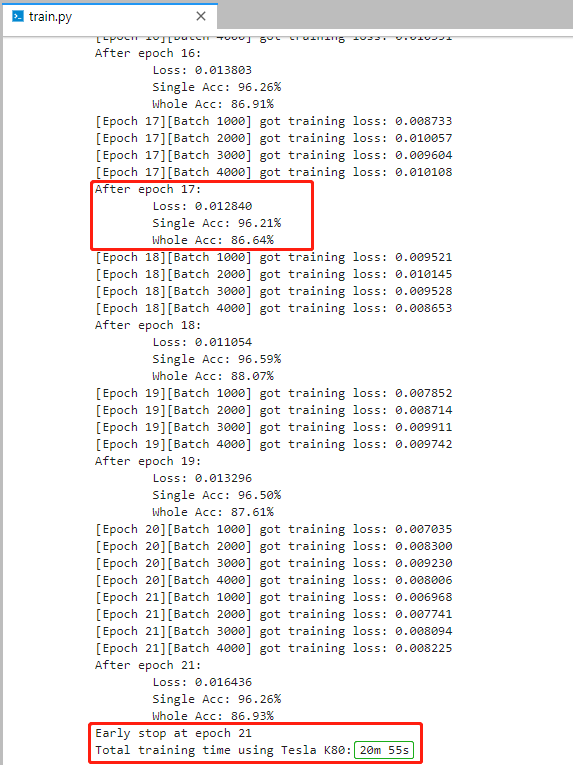 train.py
[Epoch 16][Batch 4000] got training loss: 0.010551
After epoch 16:
Loss: 0.013803
Single Acc: 96.26%
Whole Acc: 86.91%
[Epoch 17][Batch 1000] got training loss: 0.008733
[Epoch 17][Batch 2000] got training loss: 0.010057
[Epoch 17][Batch 3000] got training loss: 0.009604
[Epoch 17][Batch 4000] got training loss: 0.010108
After epoch 17:
Loss: 0.012840
Single Acc: 96.21%
Whole Acc: 86.64%
[Epoch 18][Batch 1000] got training loss: 0.009521
[Epoch 18][Batch 2000] got training loss: 0.010145
[Epoch 18][Batch 3000] got training loss: 0.009528
[Epoch 18][Batch 4000] got training loss: 0.008653
After epoch 18:
Loss: 0.011054
Single Acc: 96.59%
Whole Acc: 88.07%
[Epoch 19][Batch 1000] got training loss: 0.007852
[Epoch 19][Batch 2000] got training loss: 0.008714
[Epoch 19][Batch 3000] got training loss: 0.009911
[Epoch 19][Batch 4000] got training loss: 0.009742
After epoch 19:
Loss: 0.013296
Single Acc: 96.50%
Whole Acc: 87.61%
[Epoch 20][Batch 1000] got training loss: 0.007035
[Epoch 20][Batch 2000] got training loss: 0.008300
[Epoch 20][Batch 3000] got training loss: 0.009230
[Epoch 20][Batch 4000] got training loss: 0.008006
[Epoch 21][Batch 1000] got training loss: 0.006968
[Epoch 21][Batch 2000] got training loss: 0.007741
[Epoch 21][Batch 3000] got training loss: 0.008094
[Epoch 21][Batch 4000] got training loss: 0.008225
After epoch 21:
Loss: 0.016436
Single Acc: 96.26%
Whole Acc: 86.93%
Early stop at epoch 21
Total training time using Tesla K80: 20m 55s